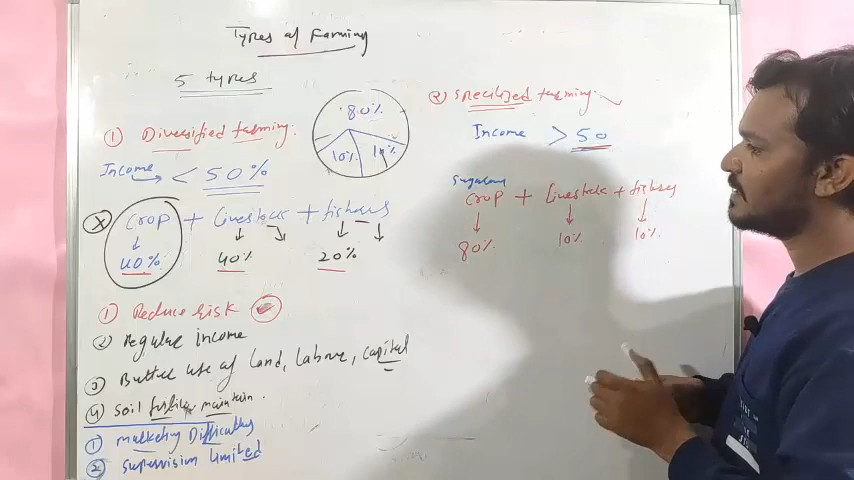 Types of Farming
5 types
① Diversified farming.
Income < 50%
crop + Livestock + fisheries
40% 40% 20%
80%
10% 10%
① Reduce risk
② Regular income
③ Better use of Land, Labour, capital
④ Soil fertility maintain.
① marketing Difficulty
② Supervision Limited
② Specilized farming.
Income > 50
Sugarcane
crop + Livestock + fishery
80% 10% 10%